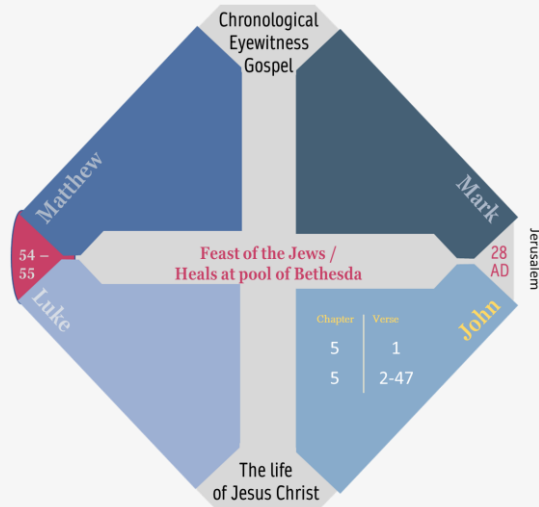 Chronological
Eyewitness
Gospel
Matthew
Mark
54 –
55
Feast of the Jews /
Heals at pool of Bethesda
28
AD
Jerusalem
Luke
John
Chapter Verse
5 1
5 2-47
The life
of Jesus Christ